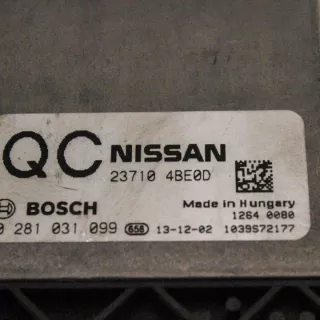 QC NISSAN
23710 4BE0D
Made in Hungary
BOSCH 1264 0080
0 281 031 099 658 13-12-02 1039S72177